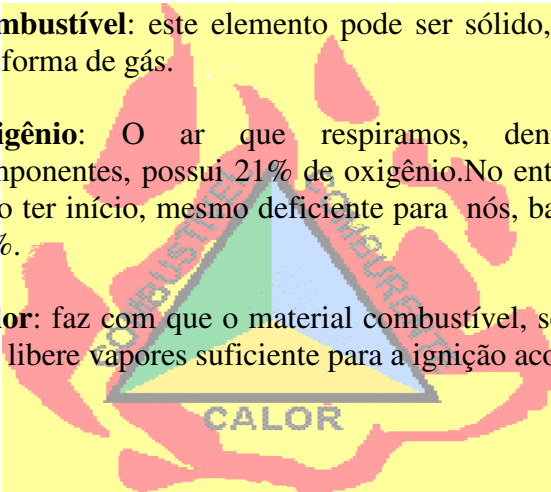 mbustível: este elemento pode ser sólido,
forma de gás.
igênio: O ar que respiramos, den
mponentes, possui 21% de oxigênio.No ent
o ter início, mesmo deficiente para nós, ba
%.
lor: faz com que o material combustível, s
libere vapores suficiente para a ignição aco
COMBUSTÍVEL
COMBURENTE
CALOR